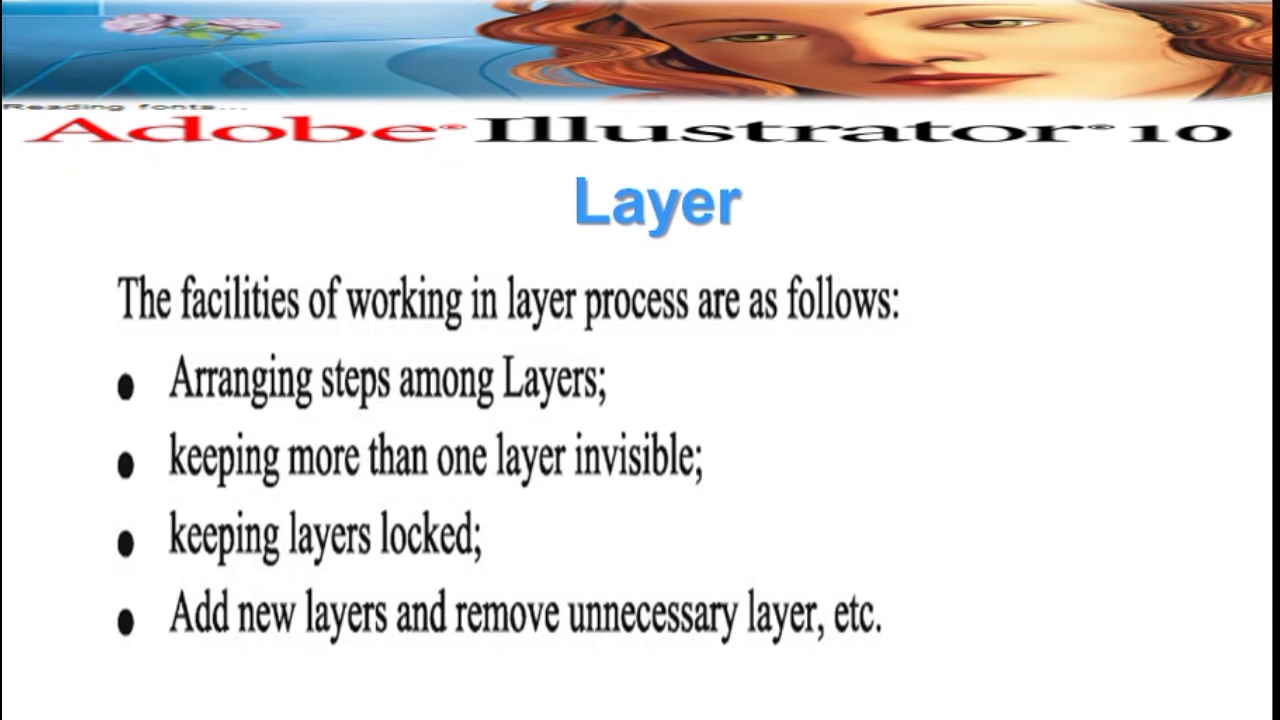 Reading fonts...
Adobe® Illustrator® 10
Layer
The facilities of working in layer process are as follows:
● Arranging steps among Layers;
● keeping more than one layer invisible;
● keeping layers locked;
● Add new layers and remove unnecessary layer, etc.